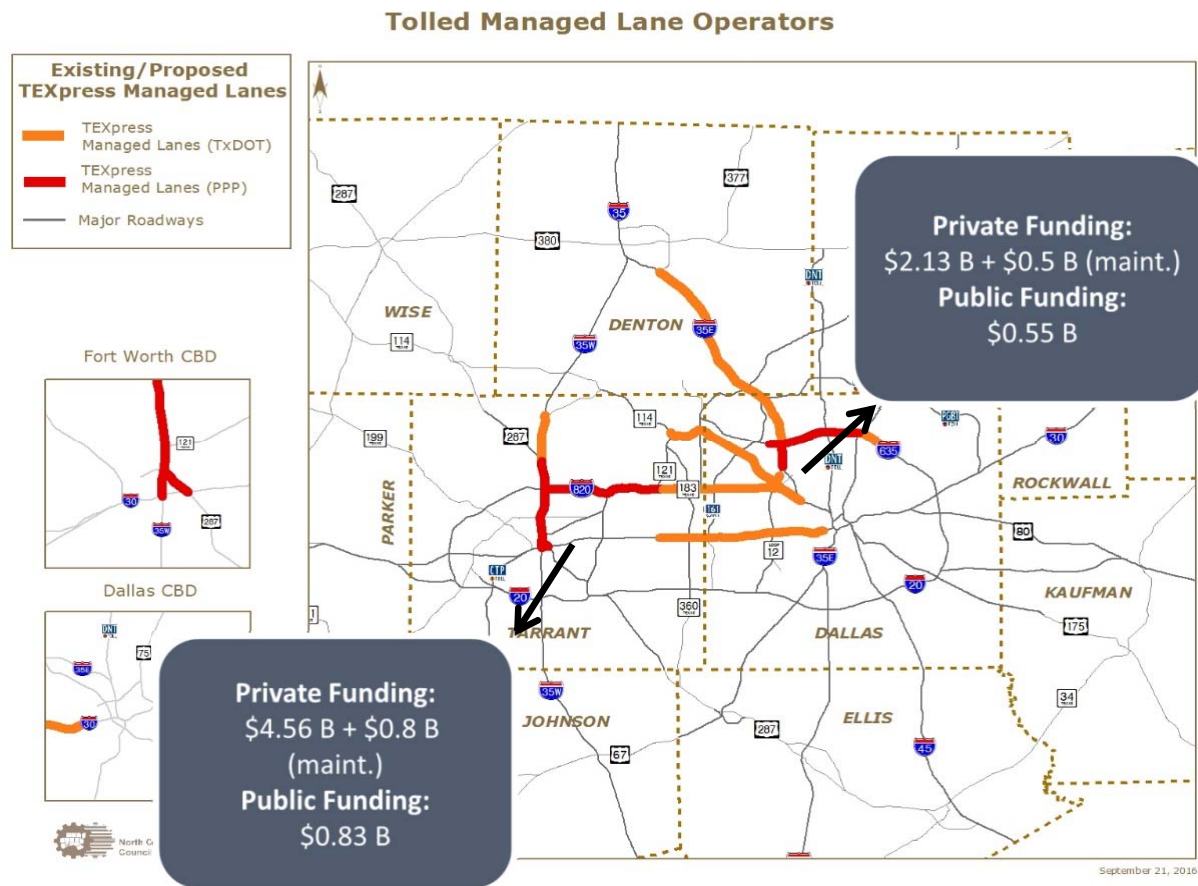 Tolled Managed Lane Operators
Existing/Proposed
TEXpress Managed Lanes
TEXpress
Managed Lanes (TxDOT)
TEXpress
Managed Lanes (PPP)
Major Roadways
Fort Worth CBD
121
30
35W
287
Dallas CBD
DNT
75
35E
30
287
377
35
380
DNT
WISE
DENTON
35E
114
35W
Private Funding:
$2.13 B + $0.5 B (maint.)
Public Funding:
$0.55 B
114
PGBT
199
287
DNT
635
30
121
820
183
161
ROCKWALL
PARKER
LOOP
12
80
CTP
35E
20
20
360
KAUFMAN
TARRANT
DALLAS
175
35W
34
JOHNSON
ELLIS
287
67
45
Private Funding:
$4.56 B + $0.8 B
(maint.)
Public Funding:
$0.83 B
North
Council
September 21, 2016